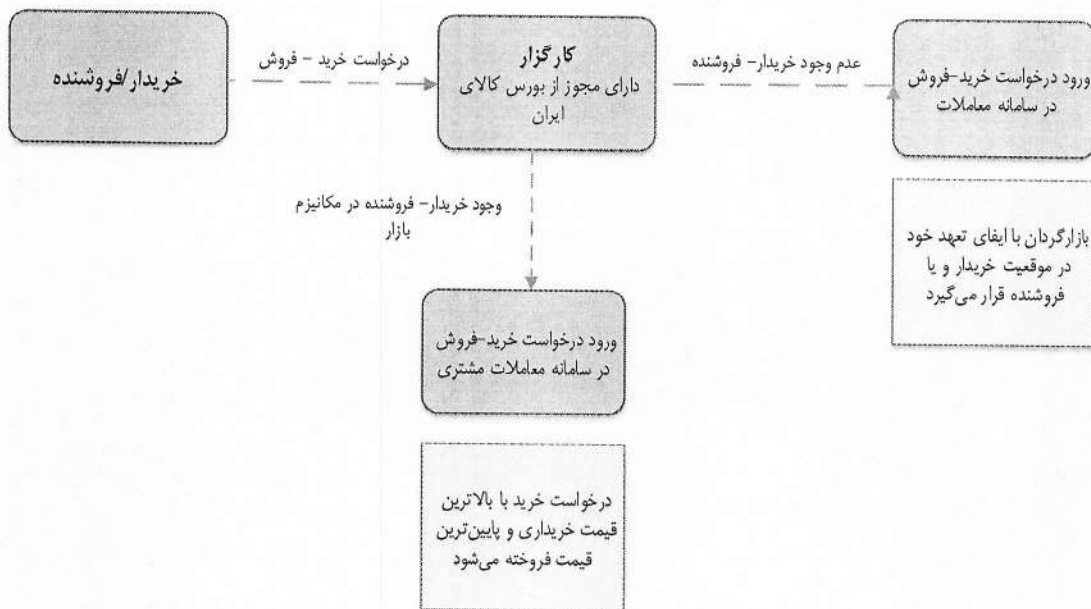 خریدار/فروشنده
درخواست خرید – فروش
کارگزار
دارای مجوز از بورس کالای
ایران
عدم وجود خریدار– فروشنده
ورود درخواست خرید–فروش
در سامانه معاملات
بازارگردان با ایفای تعهد خود
در موقعیت خریدار و یا
فروشنده قرار می‌گیرد
وجود خریدار– فروشنده در مکانیزم
بازار
ورود درخواست خرید–فروش
در سامانه معاملات مشتری
درخواست خرید با بالاترین
قیمت خریداری و پایین‌ترین
قیمت فروخته می‌شود